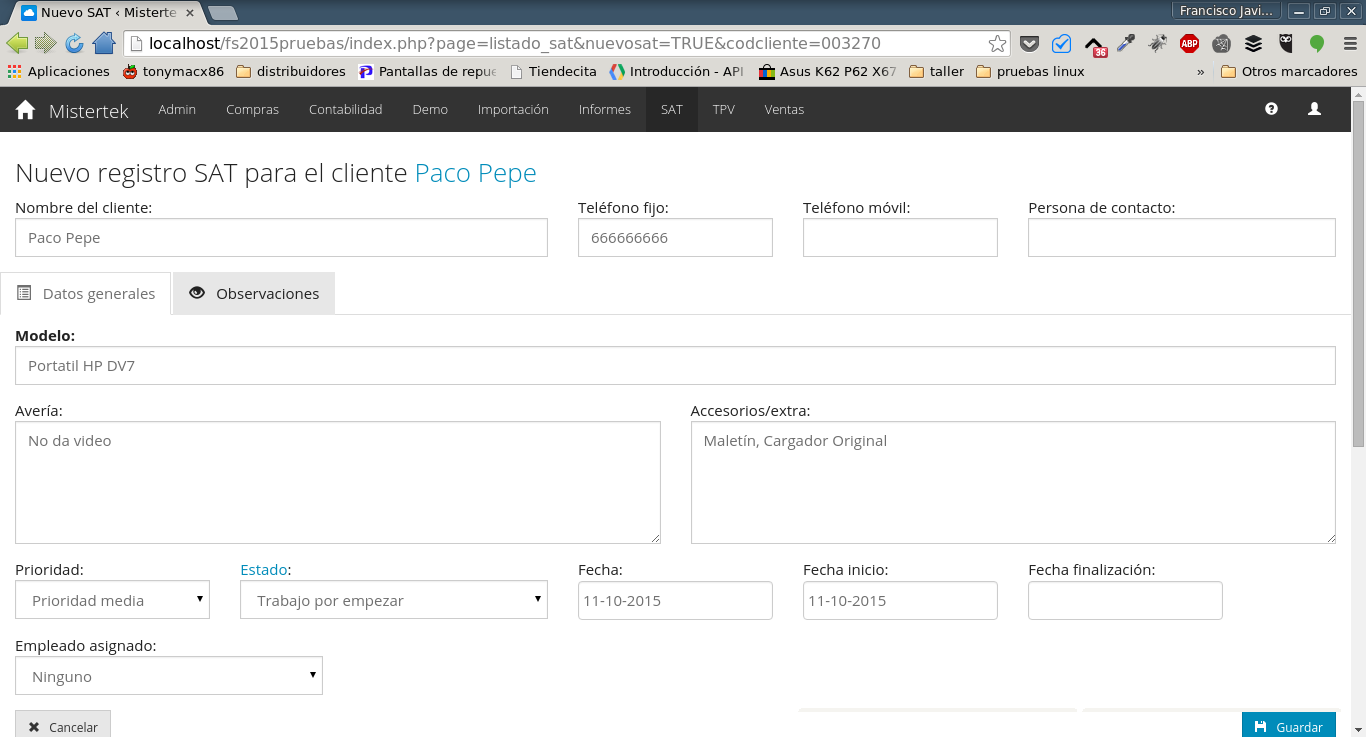 Nuevo SAT ‹ Misterte
Francisco Javi...
localhost/fs2015pruebas/index.php?page=listado_sat&nuevosat=TRUE&codcliente=003270
36
ABP
Aplicaciones tonymacx86 distribuidores Pantallas de repue Tiendecita Introducción - API Asus K62 P62 X67 taller pruebas linux » Otros marcadores
Mistertek Admin Compras Contabilidad Demo Importación Informes SAT TPV Ventas
Nuevo registro SAT para el cliente Paco Pepe
Nombre del cliente: Teléfono fijo: Teléfono móvil: Persona de contacto:
Paco Pepe 666666666
Datos generales Observaciones
Modelo:
Portatil HP DV7
Avería: Accesorios/extra:
No da video Maletín, Cargador Original
Prioridad: Estado: Fecha: Fecha inicio: Fecha finalización:
Prioridad media Trabajo por empezar 11-10-2015 11-10-2015
Empleado asignado:
Ninguno
Cancelar Guardar